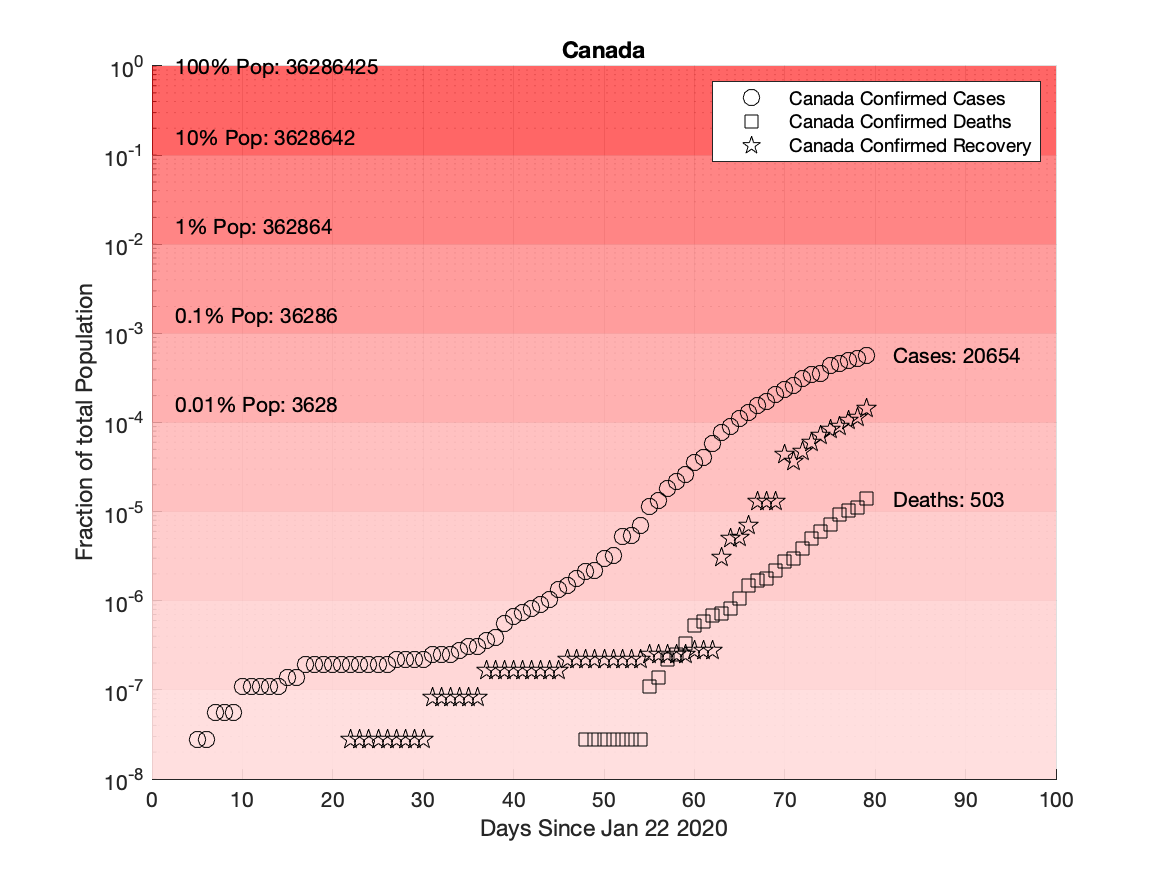 Canada
10^0
100% Pop: 36286425
Canada Confirmed Cases
Canada Confirmed Deaths
Canada Confirmed Recovery
10% Pop: 3628642
10^-1
1% Pop: 362864
10^-2
0.1% Pop: 36286
10^-3
Cases: 20654
0.01% Pop: 3628
10^-4
Deaths: 503
10^-5
10^-6
10^-7
10^-8
Fraction of total Population
0 10 20 30 40 50 60 70 80 90 100
Days Since Jan 22 2020